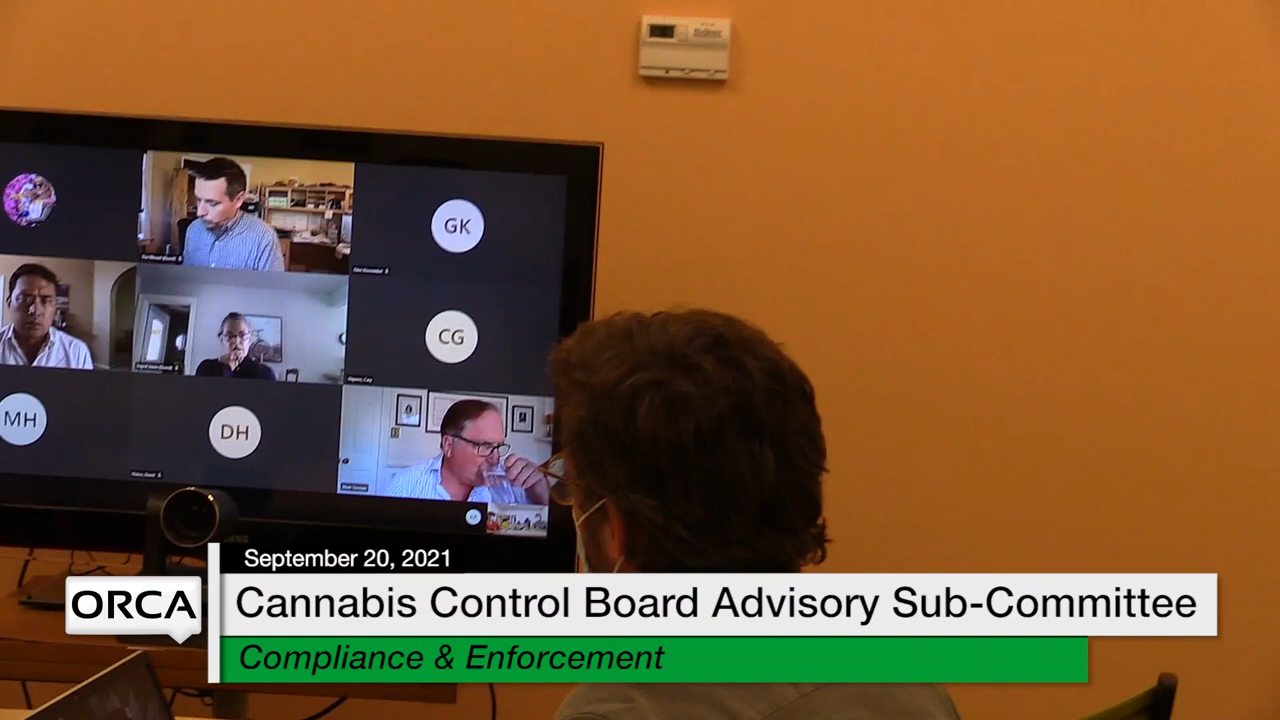 GK
CG
MH
DH
September 20, 2021
ORCA
Cannabis Control Board Advisory Sub-Committee
Compliance & Enforcement